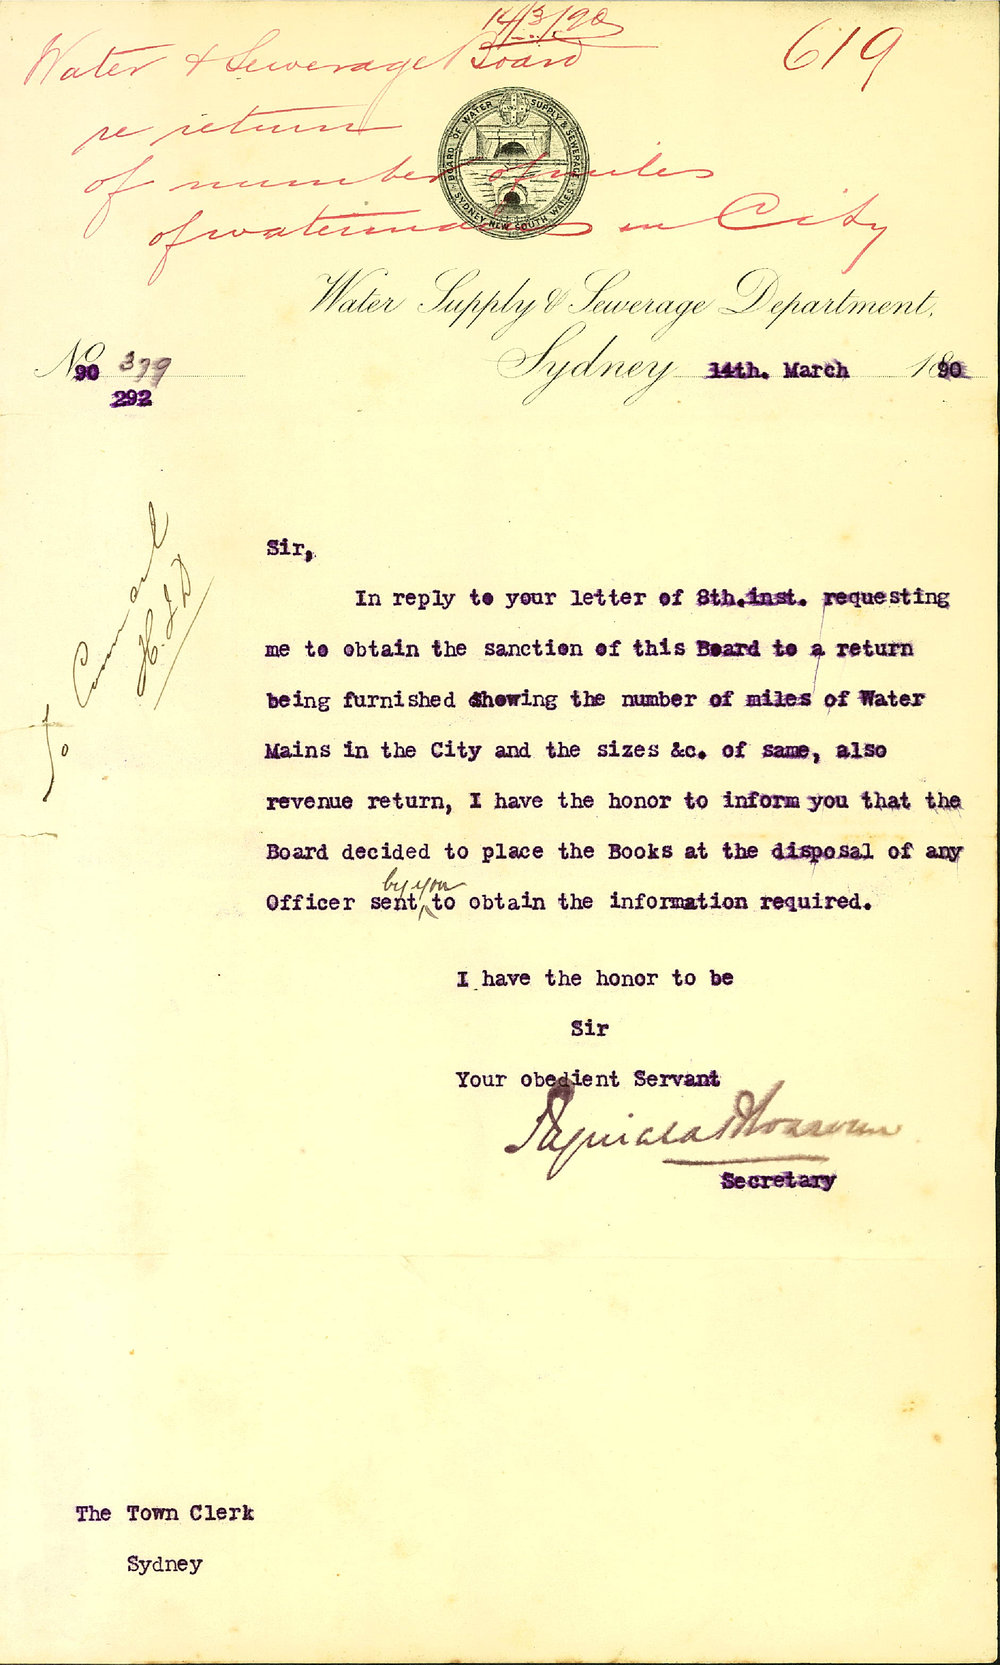 14/3/90
Water & Sewerage Board
619
re return
of number of miles
of watermains in City
BOARD OF WATER SUPPLY & SEWERAGE
SYDNEY NEW SOUTH WALES
Water Supply & Sewerage Department,
No 90 379
292
Sydney 14th. March 1890
To Council
H.J.D
Sir,
In reply to your letter of 8th.inst. requesting
me to obtain the sanction of this Board to a return
being furnished showing the number of miles of Water
Mains in the City and the sizes &c. of same, also
revenue return, I have the honor to inform you that the
Board decided to place the Books at the disposal of any
by you
Officer sent to obtain the information required.
I have the honor to be
Sir
Your obedient Servant
Secretary
The Town Clerk
Sydney